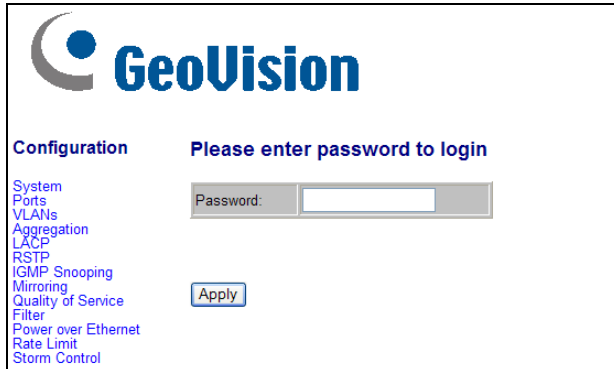 GeoVision
Configuration
Please enter password to login
System
Ports
VLANs
Aggregation
LACP
RSTP
IGMP Snooping
Mirroring
Quality of Service
Filter
Power over Ethernet
Rate Limit
Storm Control
Password:
Apply